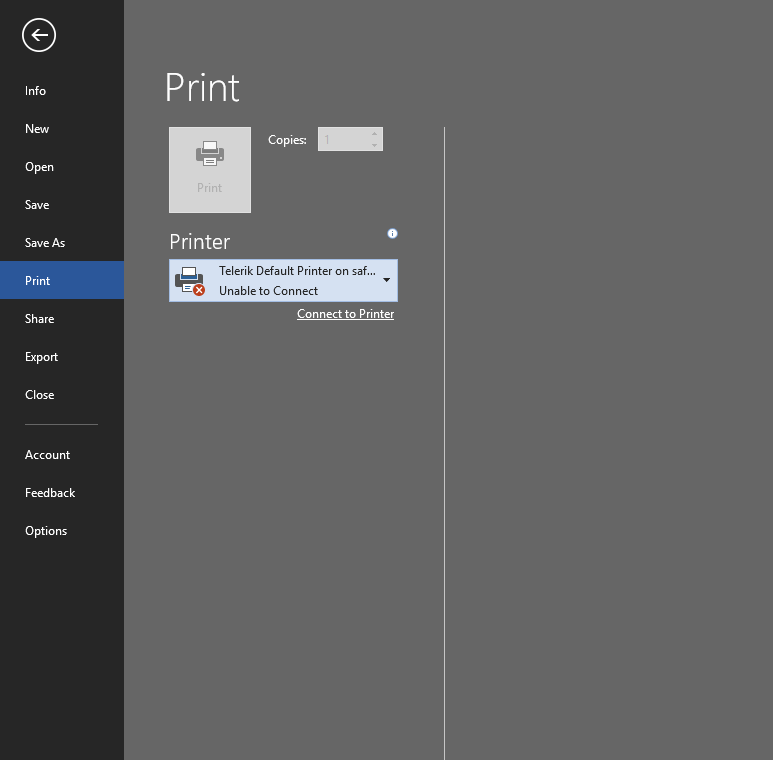 Info
New
Open
Save
Save As
Print
Share
Export
Close
Account
Feedback
Options
Print
Print
Copies:
1
Printer
Telerik Default Printer on saf...
Unable to Connect
Connect to Printer